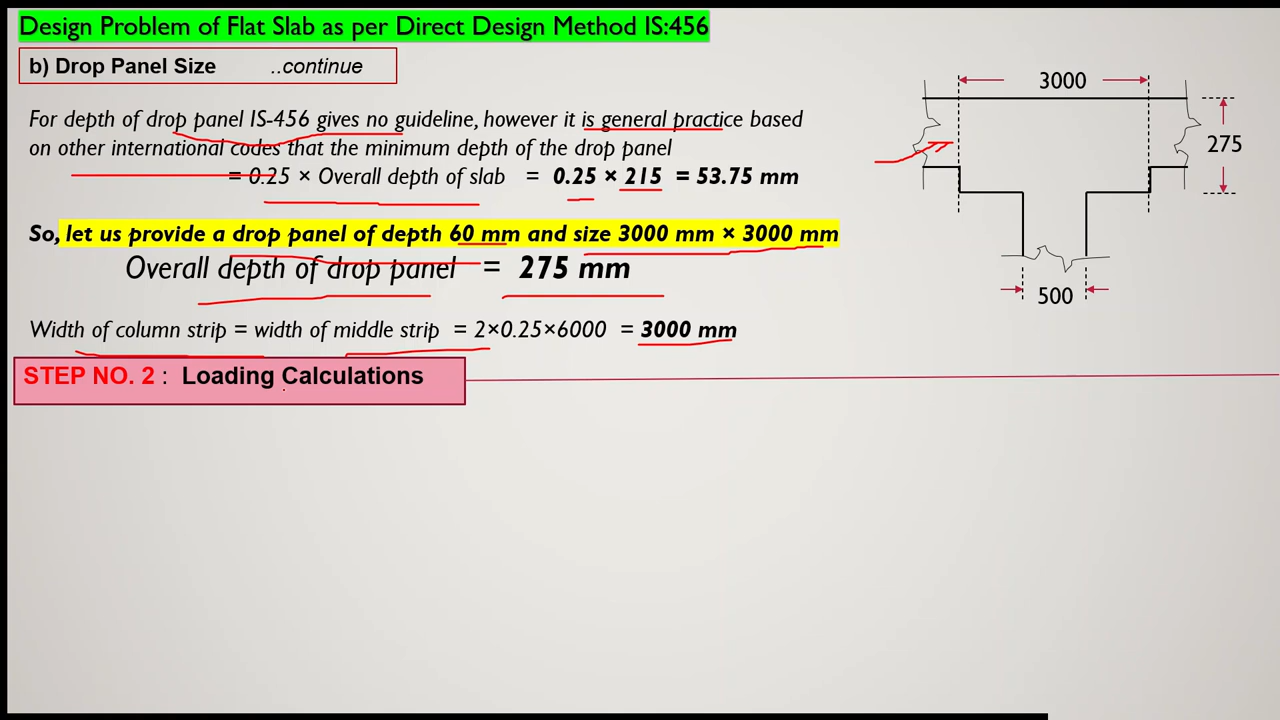 Design Problem of Flat Slab as per Direct Design Method IS:456
b) Drop Panel Size ..continue
For depth of drop panel IS-456 gives no guideline, however it is general practice based
on other international codes that the minimum depth of the drop panel
= 0.25 × Overall depth of slab = 0.25 × 215 = 53.75 mm
So, let us provide a drop panel of depth 60 mm and size 3000 mm × 3000 mm
Overall depth of drop panel = 275 mm
Width of column strip = width of middle strip = 2×0.25×6000 = 3000 mm
STEP NO. 2 : Loading Calculations
3000
275
500